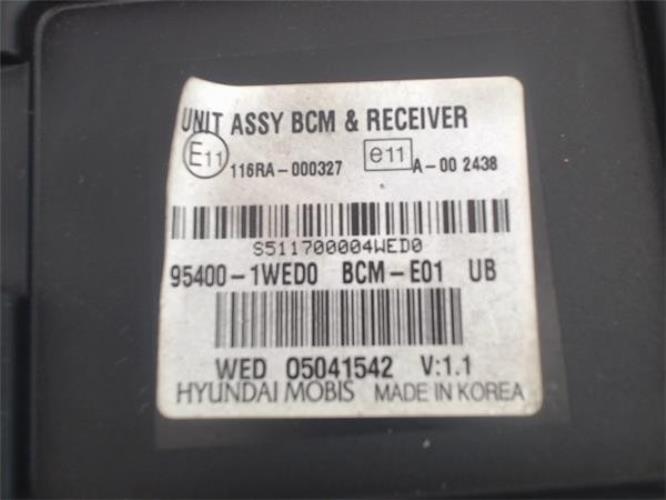 UNIT ASSY BCM & RECEIVER
E11 116RA-000327 e11 A-00 2438
S511700004WED0
95400-1WED0 BCM-E01 UB
WED 05041542 V:1.1
HYUNDAI MOBIS MADE IN KOREA